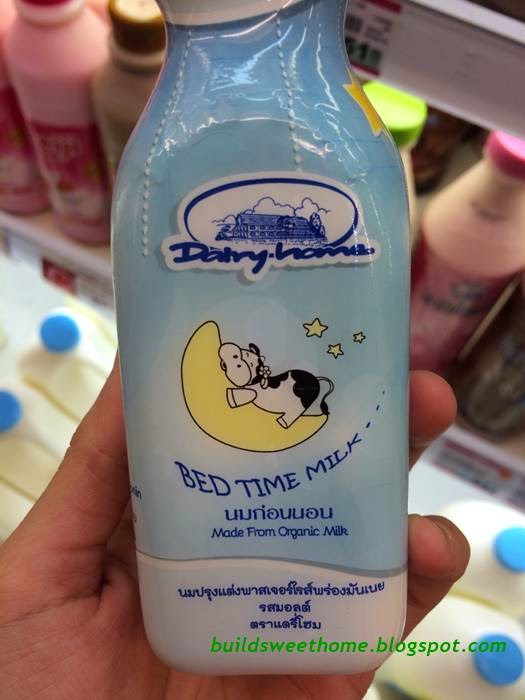 Dairy-home
BED TIME MILK...
นมก่อนนอน
Made From Organic Milk
นมปรุงแต่งพาสเจอร์ไรส์พร่องมันเนย
รสมอลต์
ตราแดรี่โฮม
buildsweethome.blogspot.com